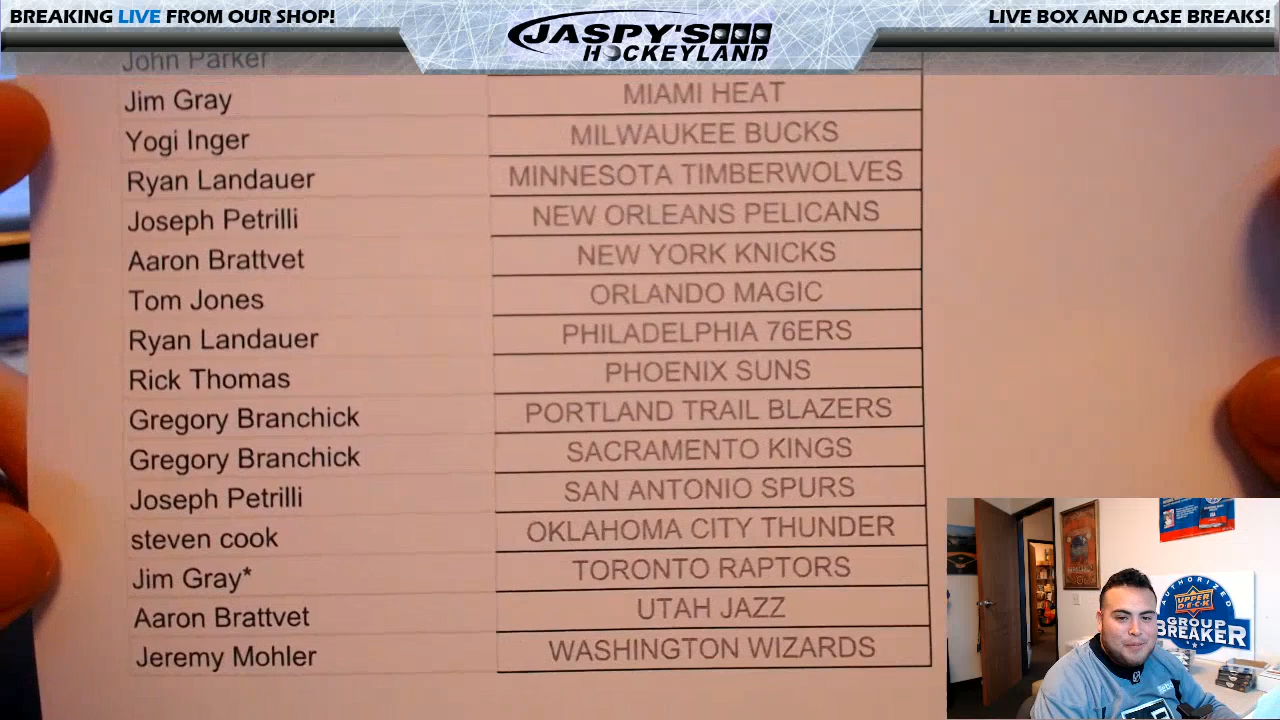 BREAKING LIVE FROM OUR SHOP!
JASPY'S
HOCKEYLAND
LIVE BOX AND CASE BREAKS!
John Parker
Jim Gray MIAMI HEAT
Yogi Inger MILWAUKEE BUCKS
Ryan Landauer MINNESOTA TIMBERWOLVES
Joseph Petrilli NEW ORLEANS PELICANS
Aaron Brattvet NEW YORK KNICKS
Tom Jones ORLANDO MAGIC
Ryan Landauer PHILADELPHIA 76ERS
Rick Thomas PHOENIX SUNS
Gregory Branchick PORTLAND TRAIL BLAZERS
Gregory Branchick SACRAMENTO KINGS
Joseph Petrilli SAN ANTONIO SPURS
steven cook OKLAHOMA CITY THUNDER
Jim Gray* TORONTO RAPTORS
Aaron Brattvet UTAH JAZZ
Jeremy Mohler WASHINGTON WIZARDS
AUTHORIZED
UPPER
DECK
GROUP
BREAKER